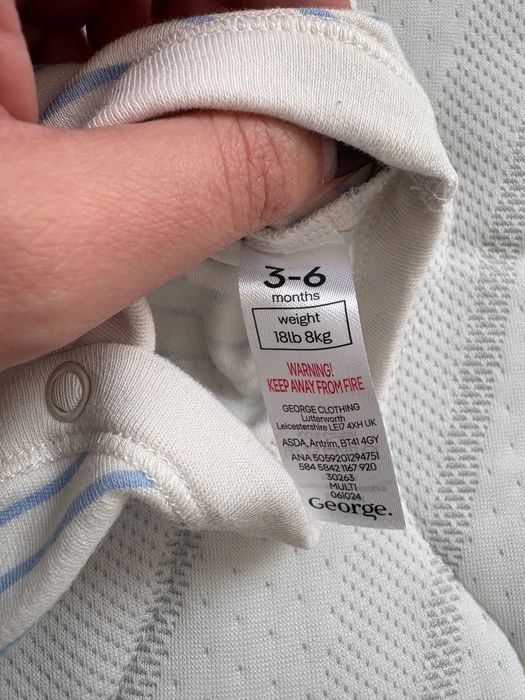 3-6
months
weight
18lb 8kg
WARNING!
KEEP AWAY FROM FIRE
GEORGE CLOTHING
Lutterworth
Leicestershire LE17 4XH UK
ASDA, Antrim, BT41 4GY
ANA 5059201294751
584 5842 1167 920
30263
MULTI
061024
George.